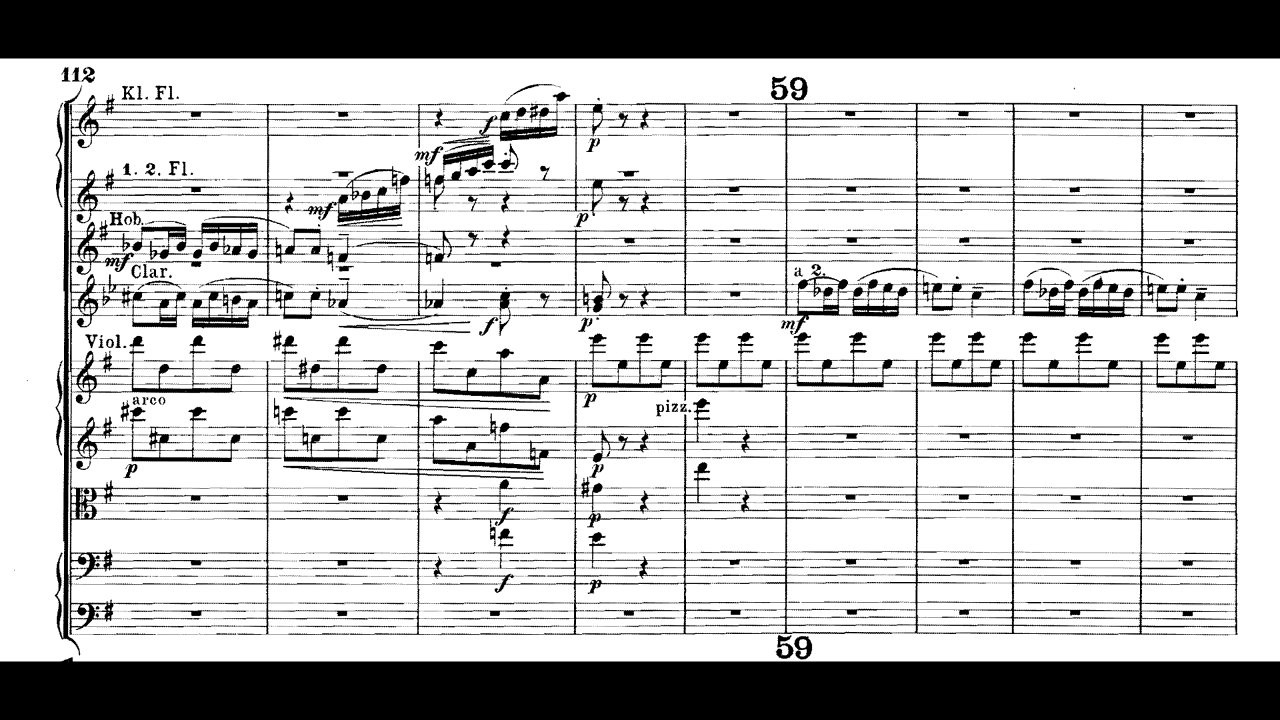 112
59
Kl. Fl.
f
p
mf
1. 2. Fl.
mf
p
Hob.
mf
Clar.
a 2.
f
p
mf
Viol.
p
arco
pizz.
p
p
f
p
f
p
59